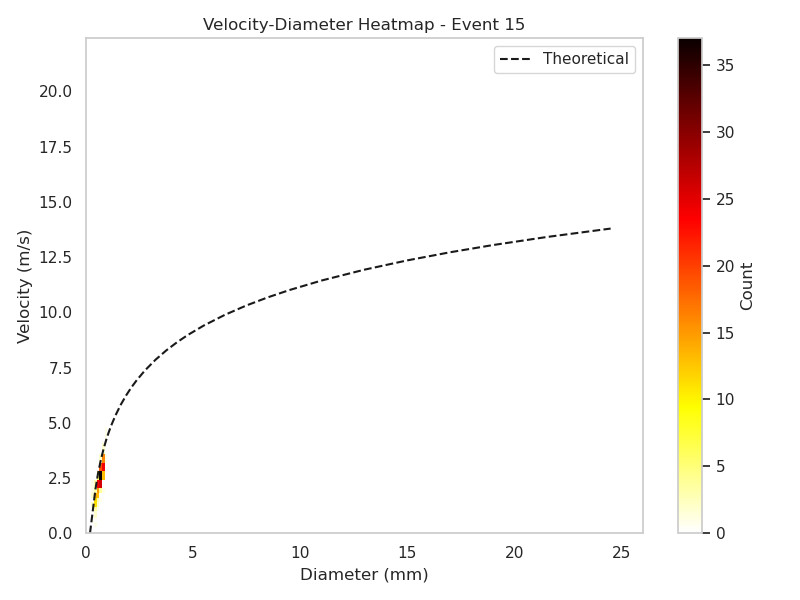 Velocity-Diameter Heatmap - Event 15
Theoretical
Velocity (m/s)
20.0
17.5
15.0
12.5
10.0
7.5
5.0
2.5
0.0
0 5 10 15 20 25
Diameter (mm)
35
30
25
20
15
10
5
0
Count